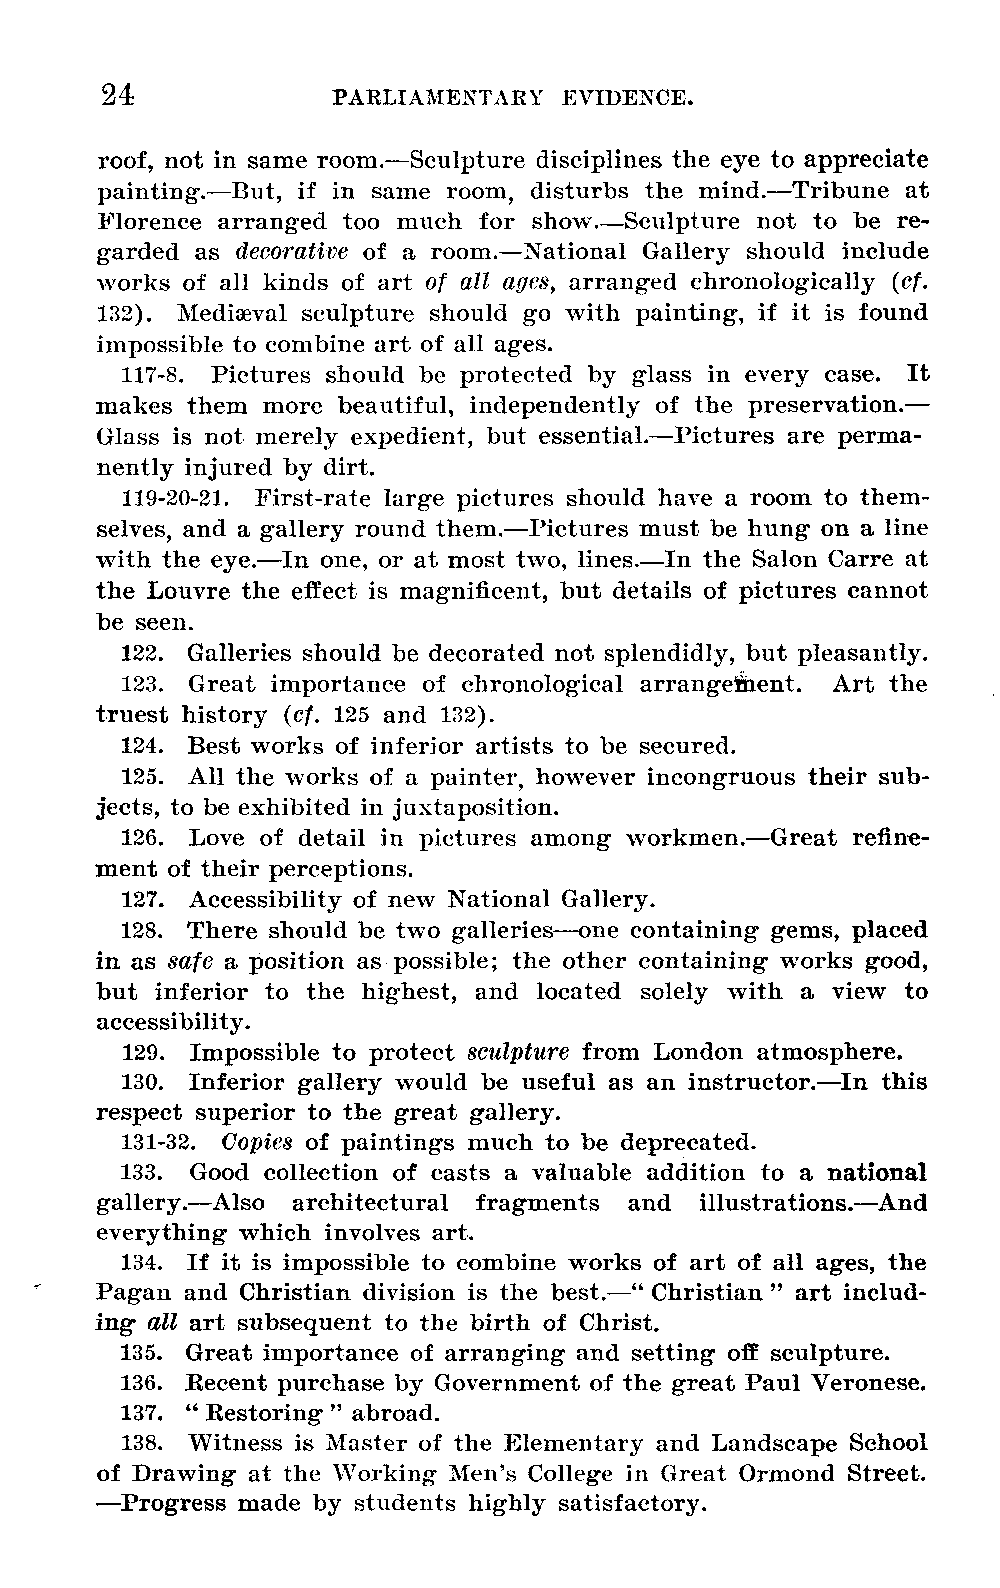 24 PARLIAMENTARY EVIDENCE.
roof, not in same room.—Sculpture disciplines the eye to appreciate
painting.—But, if in same room, disturbs the mind.—Tribune at
Florence arranged too much for show.—Sculpture not to be re-
garded as decorative of a room.—National Gallery should include
works of all kinds of art of all ages, arranged chronologically (cf.
132). Mediæval sculpture should go with painting, if it is found
impossible to combine art of all ages.
117-8. Pictures should be protected by glass in every case. It
makes them more beautiful, independently of the preservation.—
Glass is not merely expedient, but essential.—Pictures are perma-
nently injured by dirt.
119-20-21. First-rate large pictures should have a room to them-
selves, and a gallery round them.—Pictures must be hung on a line
with the eye.—In one, or at most two, lines.—In the Salon Carre at
the Louvre the effect is magnificent, but details of pictures cannot
be seen.
122. Galleries should be decorated not splendidly, but pleasantly.
123. Great importance of chronological arrangement. Art the
truest history (cf. 125 and 132).
124. Best works of inferior artists to be secured.
125. All the works of a painter, however incongruous their sub-
jects, to be exhibited in juxtaposition.
126. Love of detail in pictures among workmen.—Great refine-
ment of their perceptions.
127. Accessibility of new National Gallery.
128. There should be two galleries—one containing gems, placed
in as safe a position as possible; the other containing works good,
but inferior to the highest, and located solely with a view to
accessibility.
129. Impossible to protect sculpture from London atmosphere.
130. Inferior gallery would be useful as an instructor.—In this
respect superior to the great gallery.
131-32. Copies of paintings much to be deprecated.
133. Good collection of casts a valuable addition to a national
gallery.—Also architectural fragments and illustrations.—And
everything which involves art.
134. If it is impossible to combine works of art of all ages, the
Pagan and Christian division is the best.—“ Christian ” art includ-
ing all art subsequent to the birth of Christ.
135. Great importance of arranging and setting off sculpture.
136. Recent purchase by Government of the great Paul Veronese.
137. “ Restoring ” abroad.
138. Witness is Master of the Elementary and Landscape School
of Drawing at the Working Men's College in Great Ormond Street.
—Progress made by students highly satisfactory.